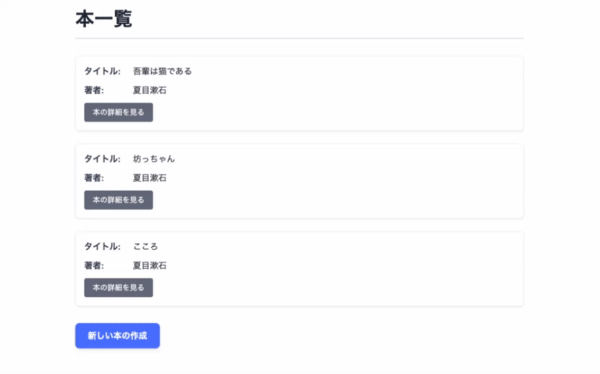 本一覧
タイトル: 吾輩は猫である
著者: 夏目漱石
本の詳細を見る
タイトル: 坊っちゃん
著者: 夏目漱石
本の詳細を見る
タイトル: こころ
著者: 夏目漱石
本の詳細を見る
新しい本の作成